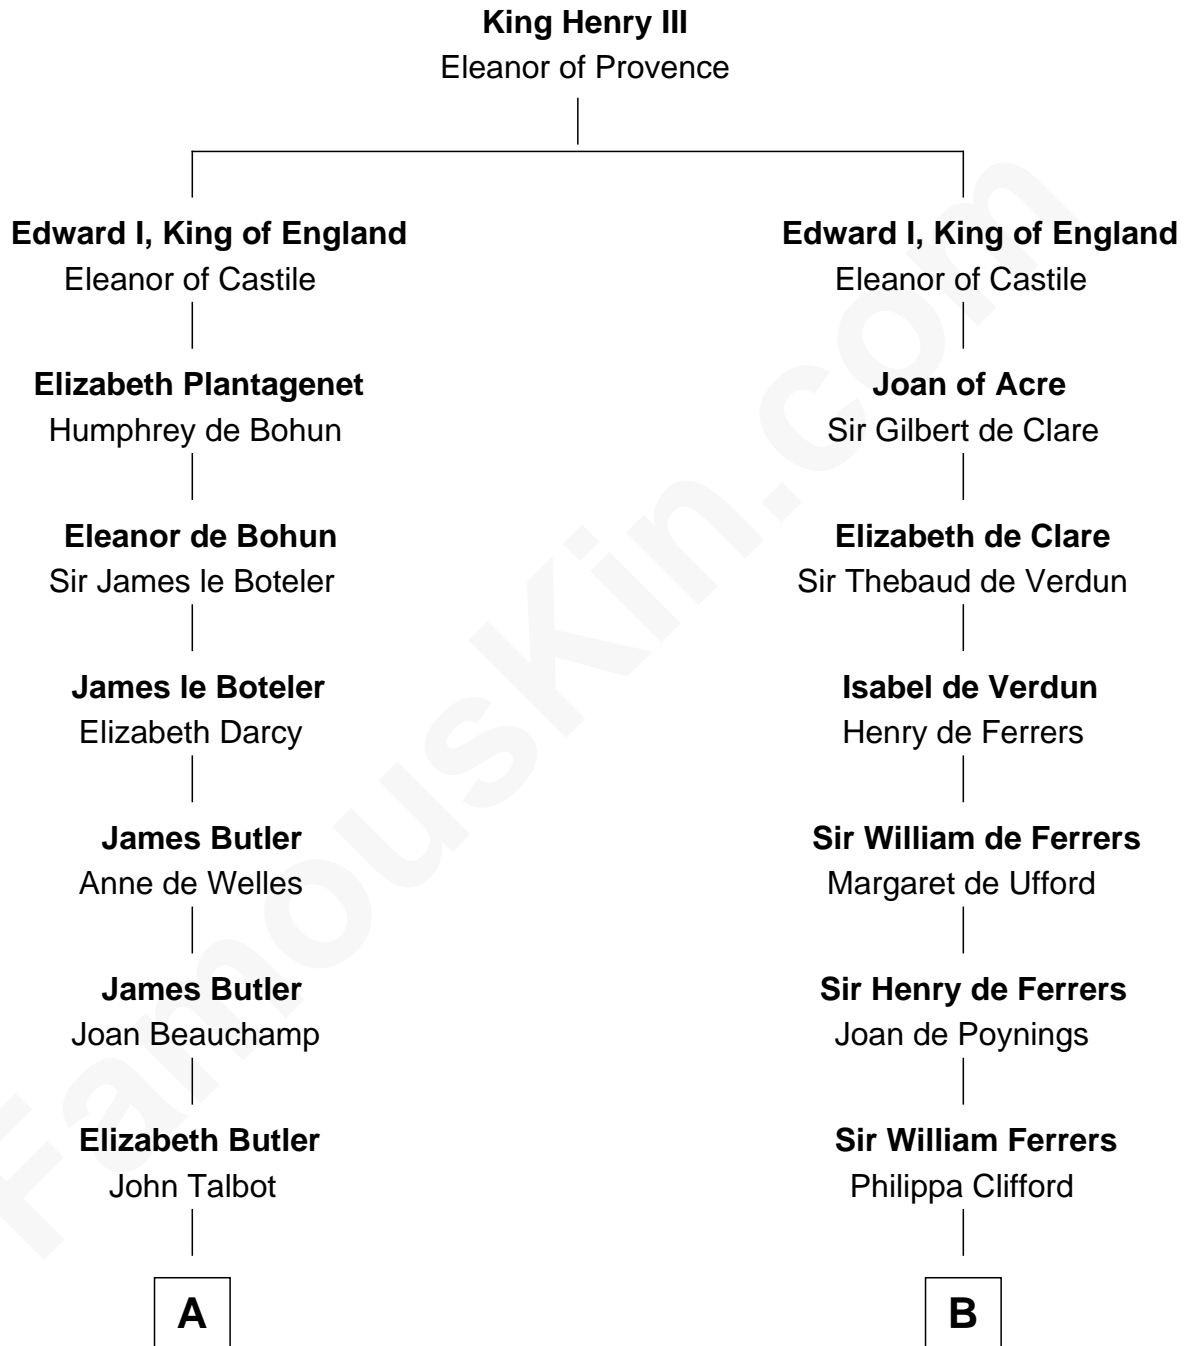 King Henry III
Eleanor of Provence
Edward I, King of England
Eleanor of Castile
Edward I, King of England
Eleanor of Castile
Elizabeth Plantagenet
Humphrey de Bohun
Joan of Acre
Sir Gilbert de Clare
Eleanor de Bohun
Sir James le Boteler
Elizabeth de Clare
Sir Thebaud de Verdun
James le Boteler
Elizabeth Darcy
Isabel de Verdun
Henry de Ferrers
James Butler
Anne de Welles
Sir William de Ferrers
Margaret de Ufford
James Butler
Joan Beauchamp
Sir Henry de Ferrers
Joan de Poynings
Elizabeth Butler
John Talbot
Sir William Ferrers
Philippa Clifford
A
B
FamousKin.com